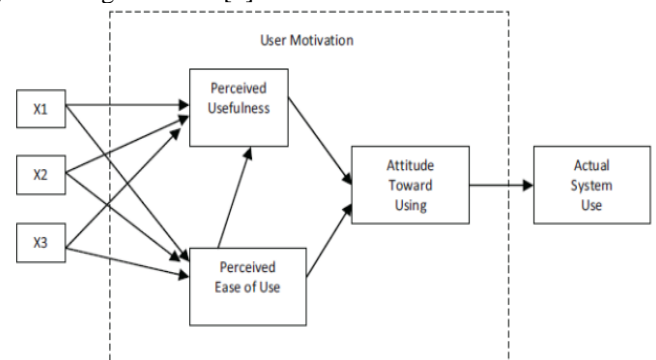 User Motivation
Perceived
Usefulness
X1
X2
X3
Attitude
Toward
Using
Actual
System
Use
Perceived
Ease of Use